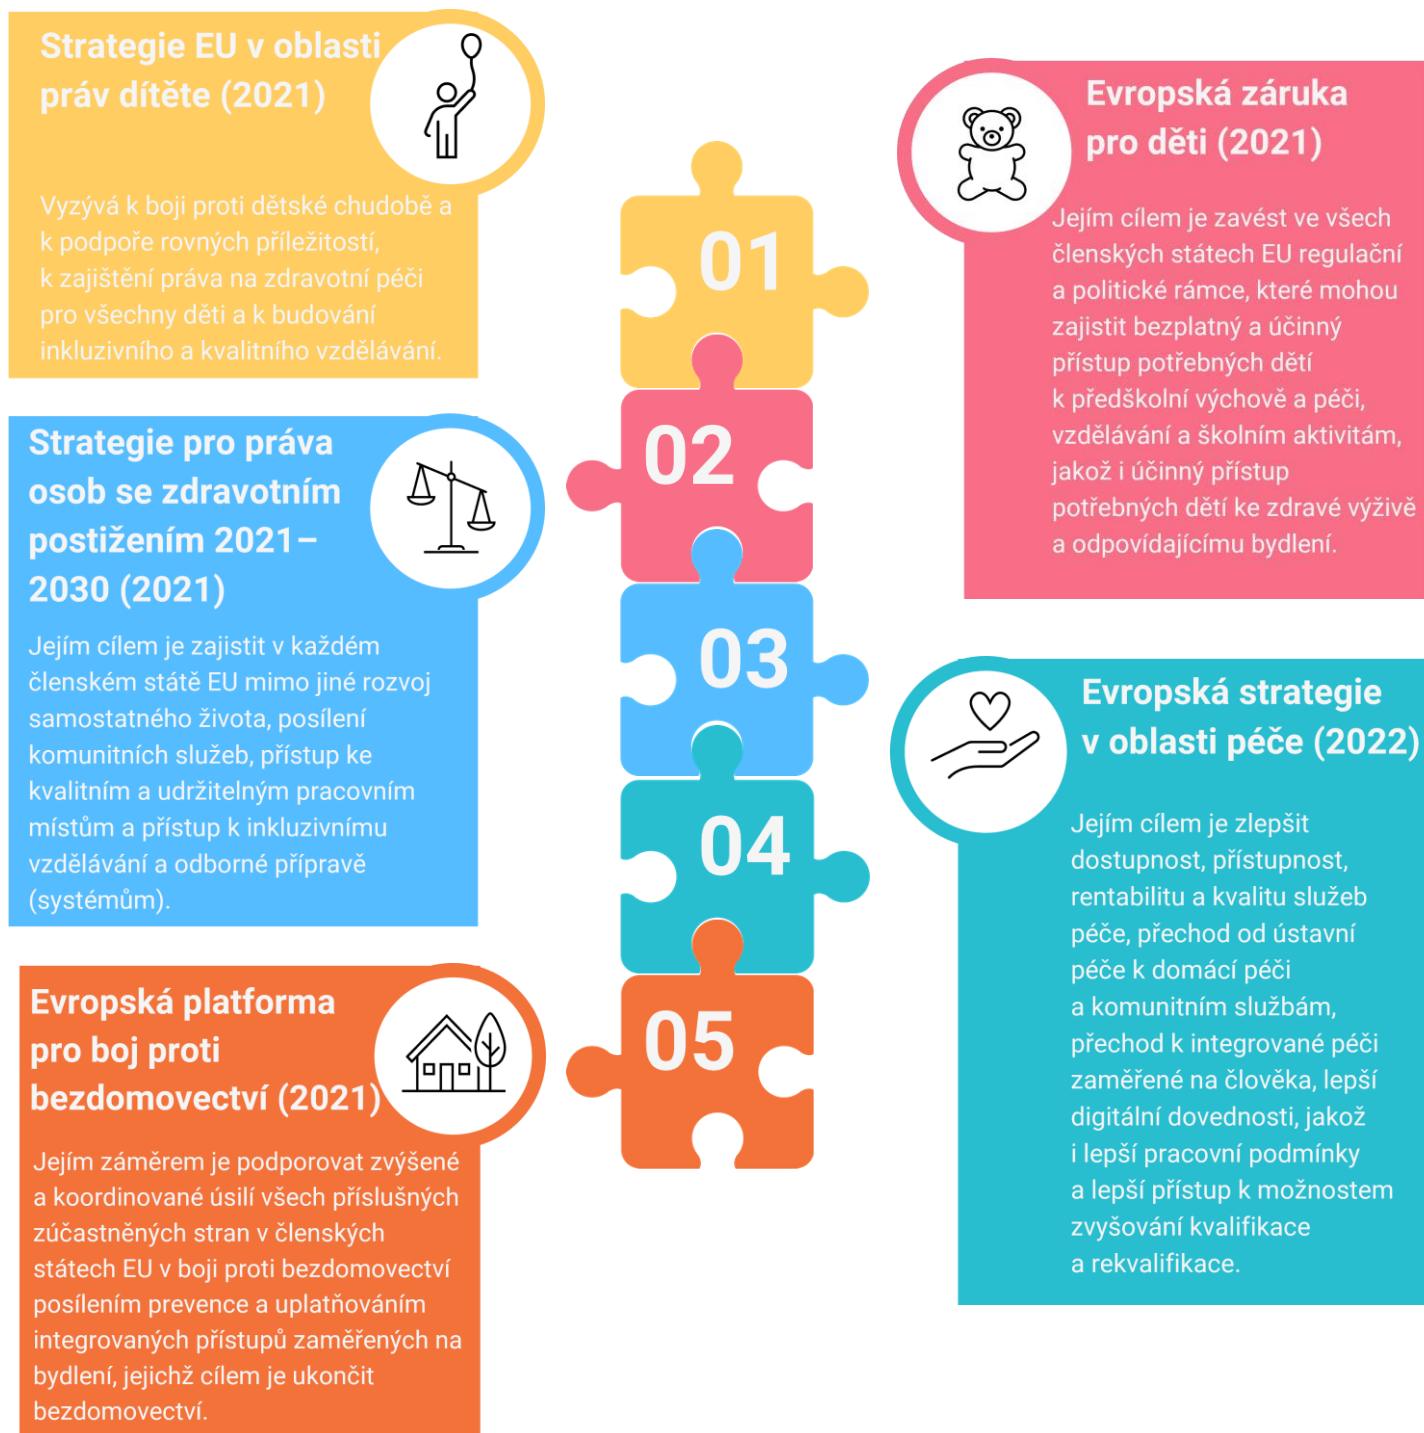 Strategie EU v oblasti
práv dítěte (2021)
Vyzývá k boji proti dětské chudobě a
k podpoře rovných příležitostí,
k zajištění práva na zdravotní péči
pro všechny děti a k budování
inkluzivního a kvalitního vzdělávání.
01
Evropská záruka
pro děti (2021)
Jejím cílem je zavést ve všech
členských státech EU regulační
a politické rámce, které mohou
zajistit bezplatný a účinný
přístup potřebných dětí
k předškolní výchově a péči,
vzdělávání a školním aktivitám,
jakož i účinný přístup
potřebných dětí ke zdravé výživě
a odpovídajícímu bydlení.
02
Strategie pro práva
osob se zdravotním
postižením 2021–
2030 (2021)
Jejím cílem je zajistit v každém
členském státě EU mimo jiné rozvoj
samostatného života, posílení
komunitních služeb, přístup ke
kvalitním a udržitelným pracovním
místům a přístup k inkluzivnímu
vzdělávání a odborné přípravě
(systémům).
03
Evropská strategie
v oblasti péče (2022)
Jejím cílem je zlepšit
dostupnost, přístupnost,
rentabilitu a kvalitu služeb
péče, přechod od ústavní
péče k domácí péči
a komunitním službám,
přechod k integrované péči
zaměřené na člověka, lepší
digitální dovednosti, jakož
i lepší pracovní podmínky
a lepší přístup k možnostem
zvyšování kvalifikace
a rekvalifikace.
04
Evropská platforma
pro boj proti
bezdomovectví (2021)
Jejím záměrem je podporovat zvýšené
a koordinované úsilí všech příslušných
zúčastněných stran v členských
státech EU v boji proti bezdomovectví
posílením prevence a uplatňováním
integrovaných přístupů zaměřených na
bydlení, jejichž cílem je ukončit
bezdomovectví.
05